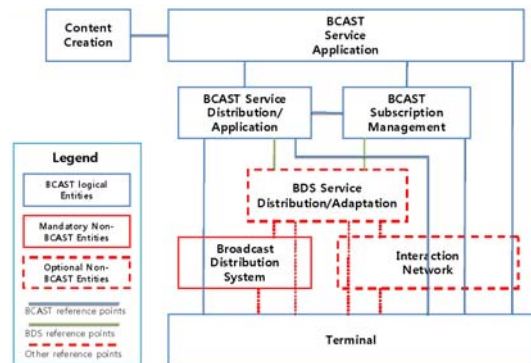 Content
Creation
BCAST
Service
Application
BCAST Service
Distribution/
Application
BCAST
Subscription
Management
BDS Service
Distribution/Adaptation
Broadcast
Distribution
System
Interaction
Network
Terminal
Legend
BCAST logical
Entities
Mandatory Non-
BCAST Entities
Optional Non-
BCAST Entities
BCAST reference points
BDS reference points
Other reference points